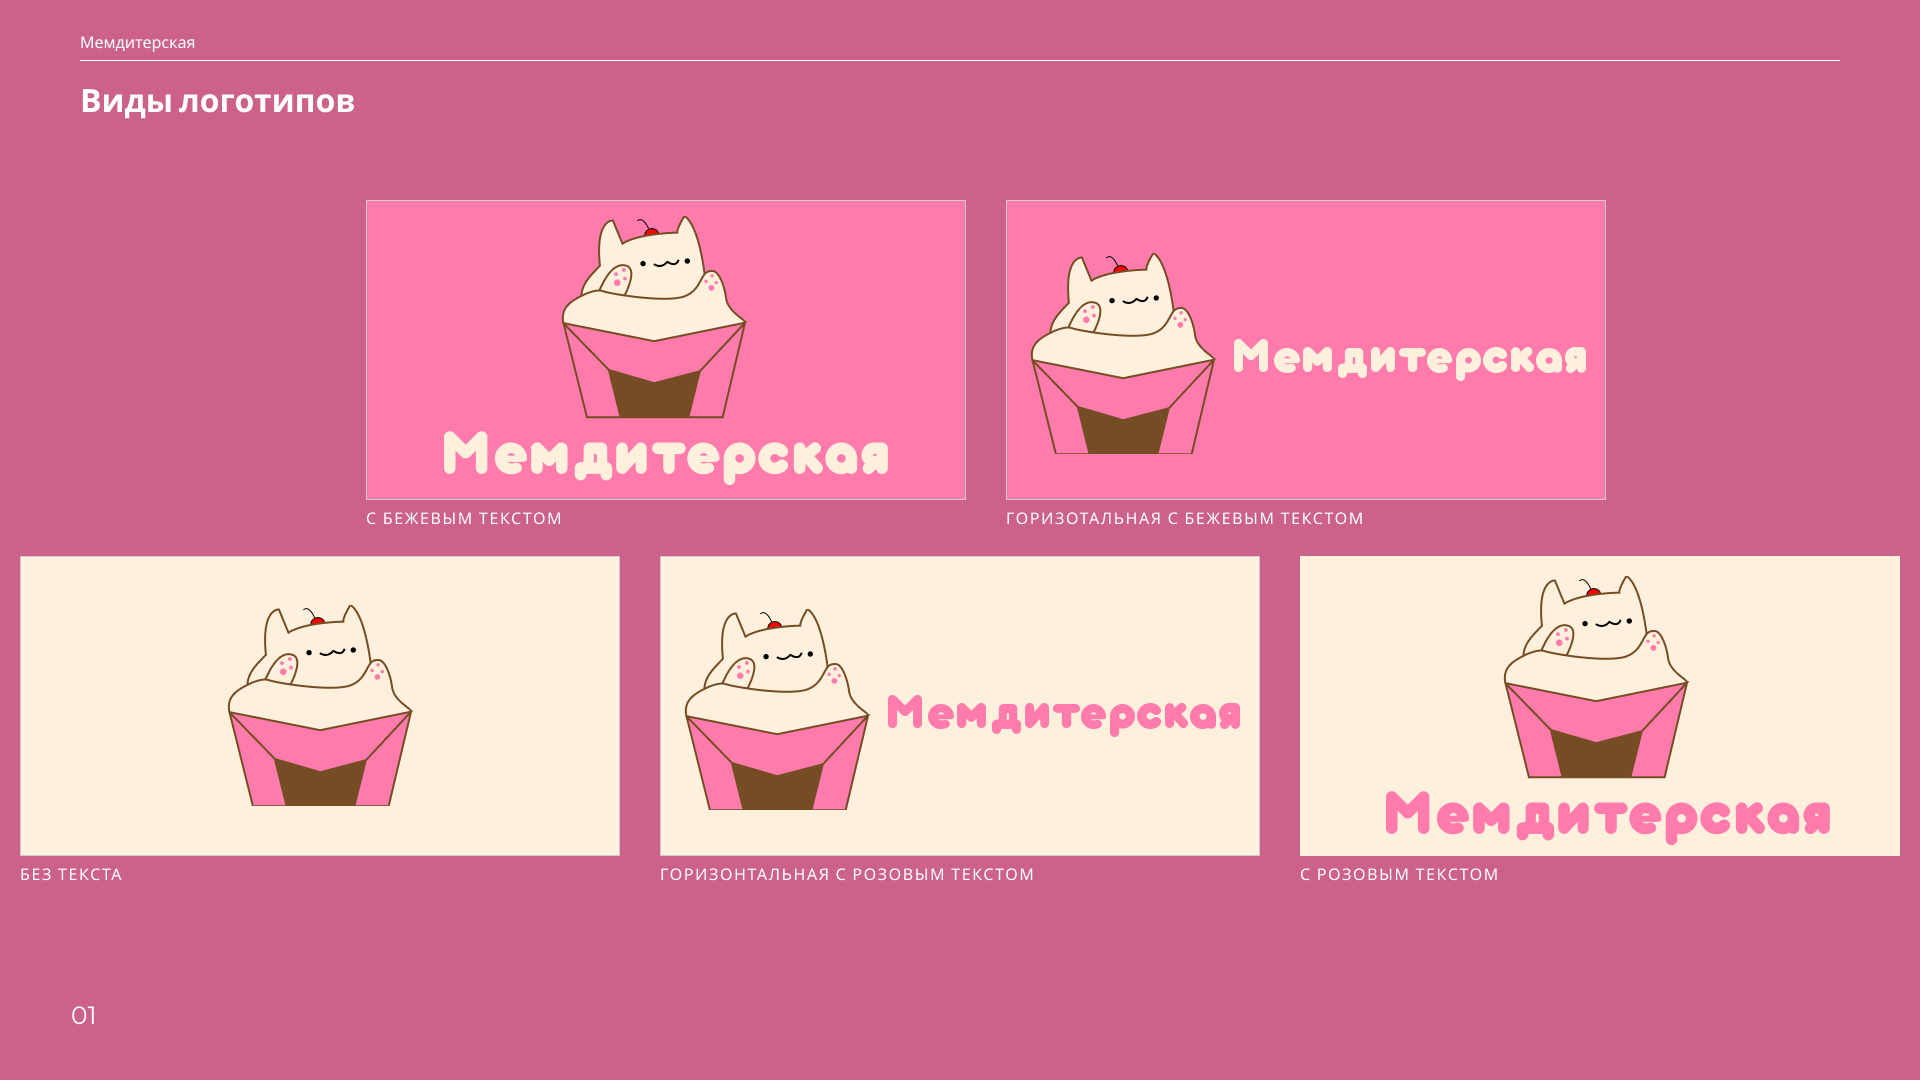 Мемдитерская
Виды логотипов
Мемдитерская
Мемдитерская
С БЕЖЕВЫМ ТЕКСТОМ
ГОРИЗОТАЛЬНАЯ С БЕЖЕВЫМ ТЕКСТОМ
Мемдитерская
Мемдитерская
БЕЗ ТЕКСТА
ГОРИЗОНТАЛЬНАЯ С РОЗОВЫМ ТЕКСТОМ
С РОЗОВЫМ ТЕКСТОМ
01